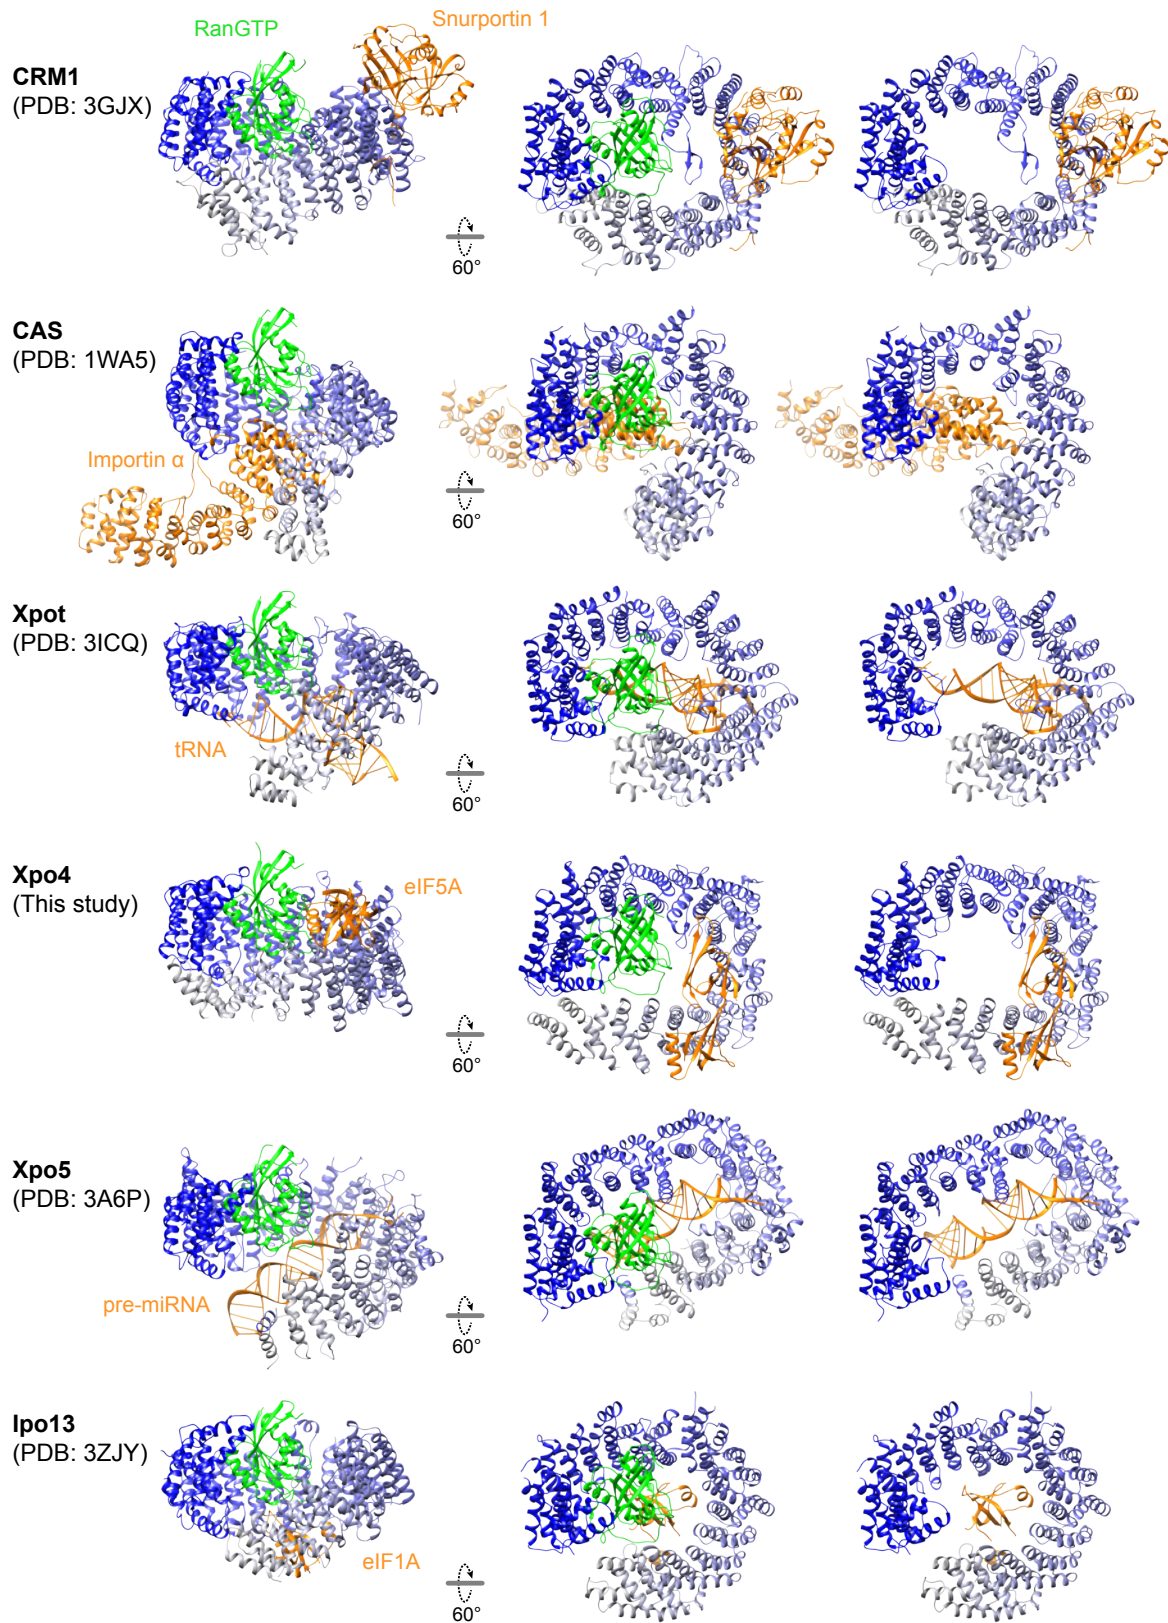 RanGTP
Snurportin 1
CRM1
(PDB: 3GJX)
60°
CAS
(PDB: 1WA5)
Importin α
60°
Xpot
(PDB: 3ICQ)
tRNA
60°
Xpo4
(This study)
eIF5A
60°
Xpo5
(PDB: 3A6P)
pre-miRNA
60°
Ipo13
(PDB: 3ZJY)
eIF1A
60°